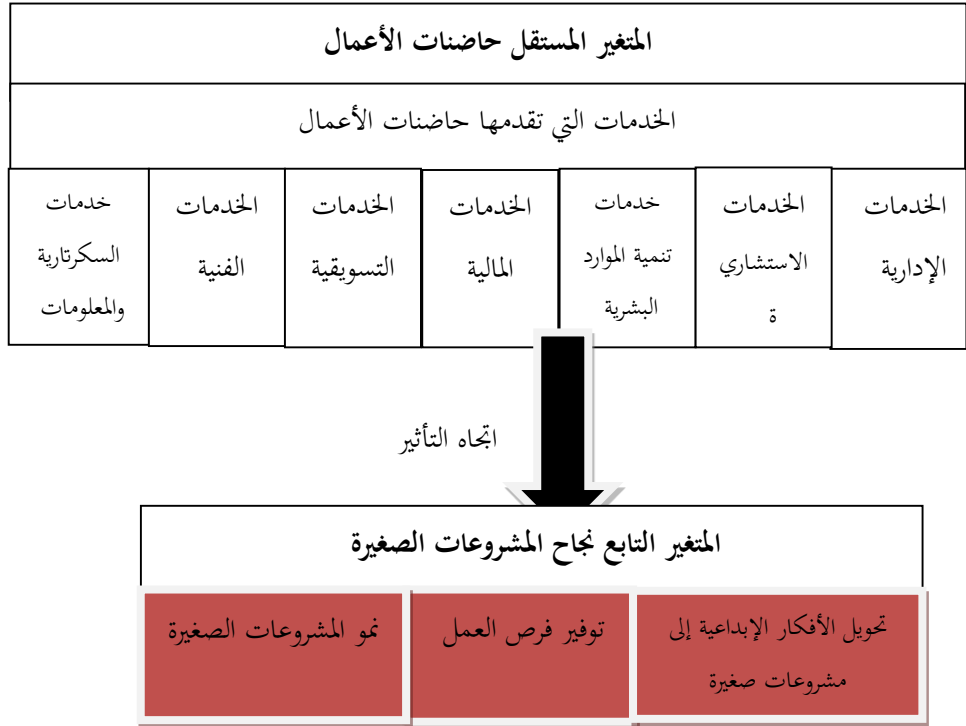 المتغير المستقل حاضنات الأعمال
الخدمات التي تقدمها حاضنات الأعمال
الخدمات
الإدارية
الخدمات
الاستشاري
ة
خدمات
تنمية الموارد
البشرية
الخدمات
المالية
الخدمات
التسويقية
الخدمات
الفنية
خدمات
السكرتارية
والمعلومات
اتجاه التأثير
المتغير التابع نجاح المشروعات الصغيرة
تحويل الأفكار الإبداعية إلى
مشروعات صغيرة
توفير فرص العمل
نمو المشروعات الصغيرة